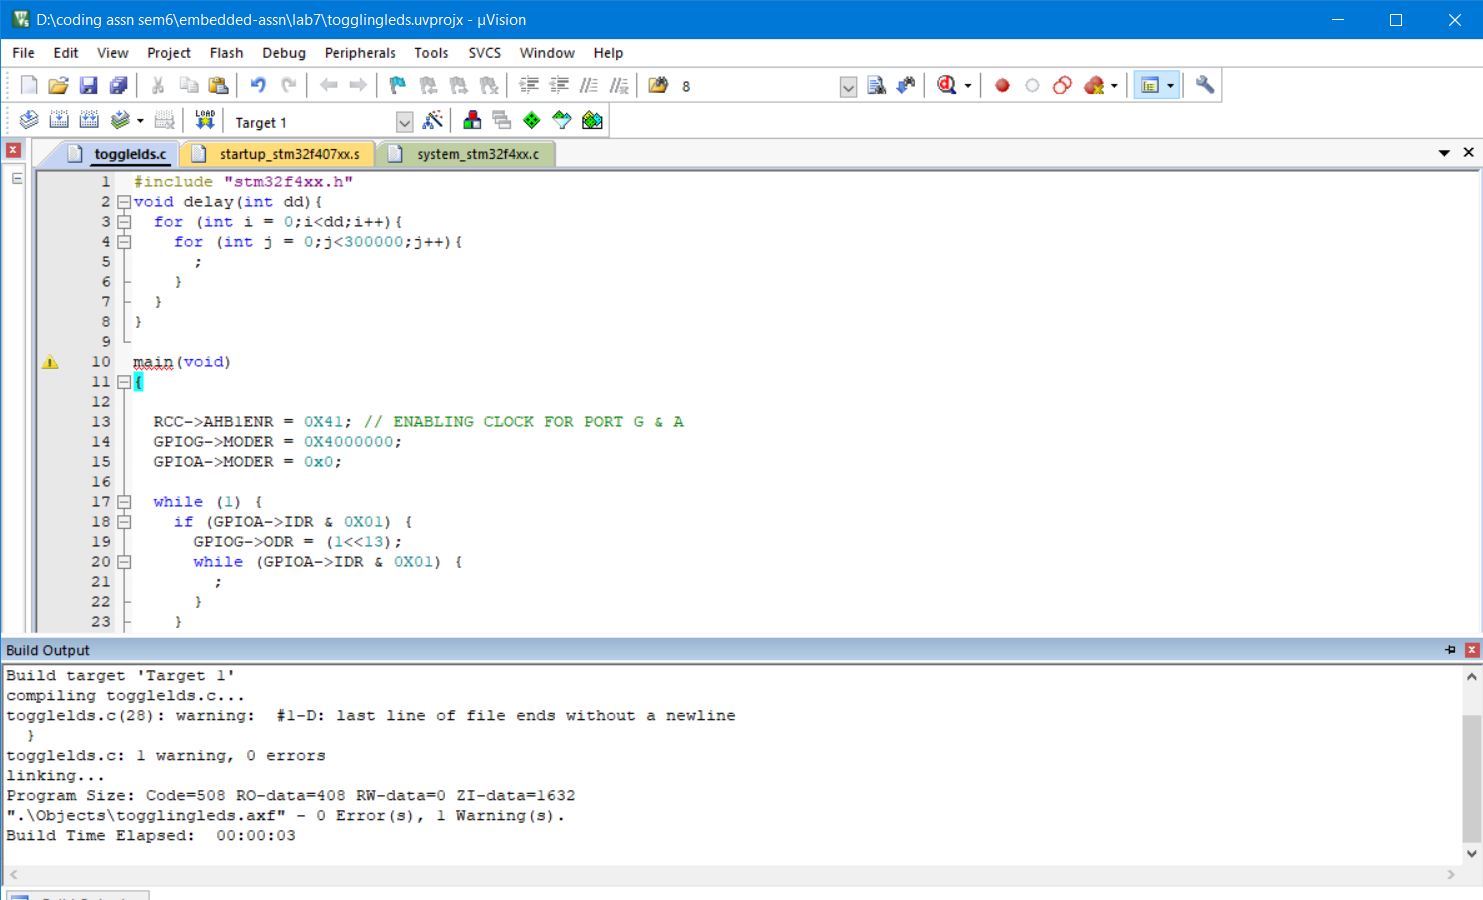 D:\coding assn sem6\embedded-assn\lab7\togglingleds.uvprojx - µVision
File Edit View Project Flash Debug Peripherals Tools SVCS Window Help
8
LOAD Target 1
togglelds.c startup_stm32f407xx.s system_stm32f4xx.c
1 #include "stm32f4xx.h"
2 void delay(int dd){
3 for (int i = 0;i<dd;i++){
4 for (int j = 0;j<300000;j++){
5 ;
6 }
7 }
8 }
9
10 main(void)
11 {
12
13 RCC->AHB1ENR = 0X41; // ENABLING CLOCK FOR PORT G & A
14 GPIOG->MODER = 0X4000000;
15 GPIOA->MODER = 0x0;
16
17 while (1) {
18 if (GPIOA->IDR & 0X01) {
19 GPIOG->ODR = (1<<13);
20 while (GPIOA->IDR & 0X01) {
21 ;
22 }
23 }
Build Output
Build target 'Target 1'
compiling togglelds.c...
togglelds.c(28): warning:  #1-D: last line of file ends without a newline
}
togglelds.c: 1 warning, 0 errors
linking...
Program Size: Code=508 RO-data=408 RW-data=0 ZI-data=1632
".\Objects\togglingleds.axf" - 0 Error(s), 1 Warning(s).
Build Time Elapsed:  00:00:03